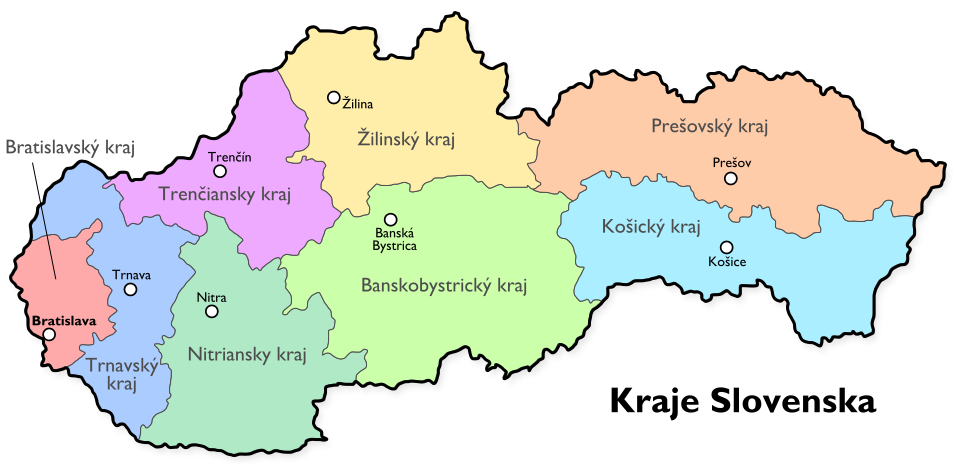 Žilina
Žilinský kraj
Prešovský kraj
Bratislavský kraj
Trenčín
Prešov
Trenčiansky kraj
Banská
Bystrica
Košický kraj
Košice
Trnava
Nitra
Banskobystrický kraj
Bratislava
Nitriansky kraj
Trnavský
kraj
Kraje Slovenska